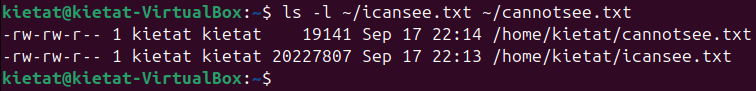 kietat@kietat-VirtualBox:~$ ls -l ~/icansee.txt ~/cannotsee.txt
-rw-rw-r-- 1 kietat kietat    19141 Sep 17 22:14 /home/kietat/cannotsee.txt
-rw-rw-r-- 1 kietat kietat 20227807 Sep 17 22:13 /home/kietat/icansee.txt
kietat@kietat-VirtualBox:~$